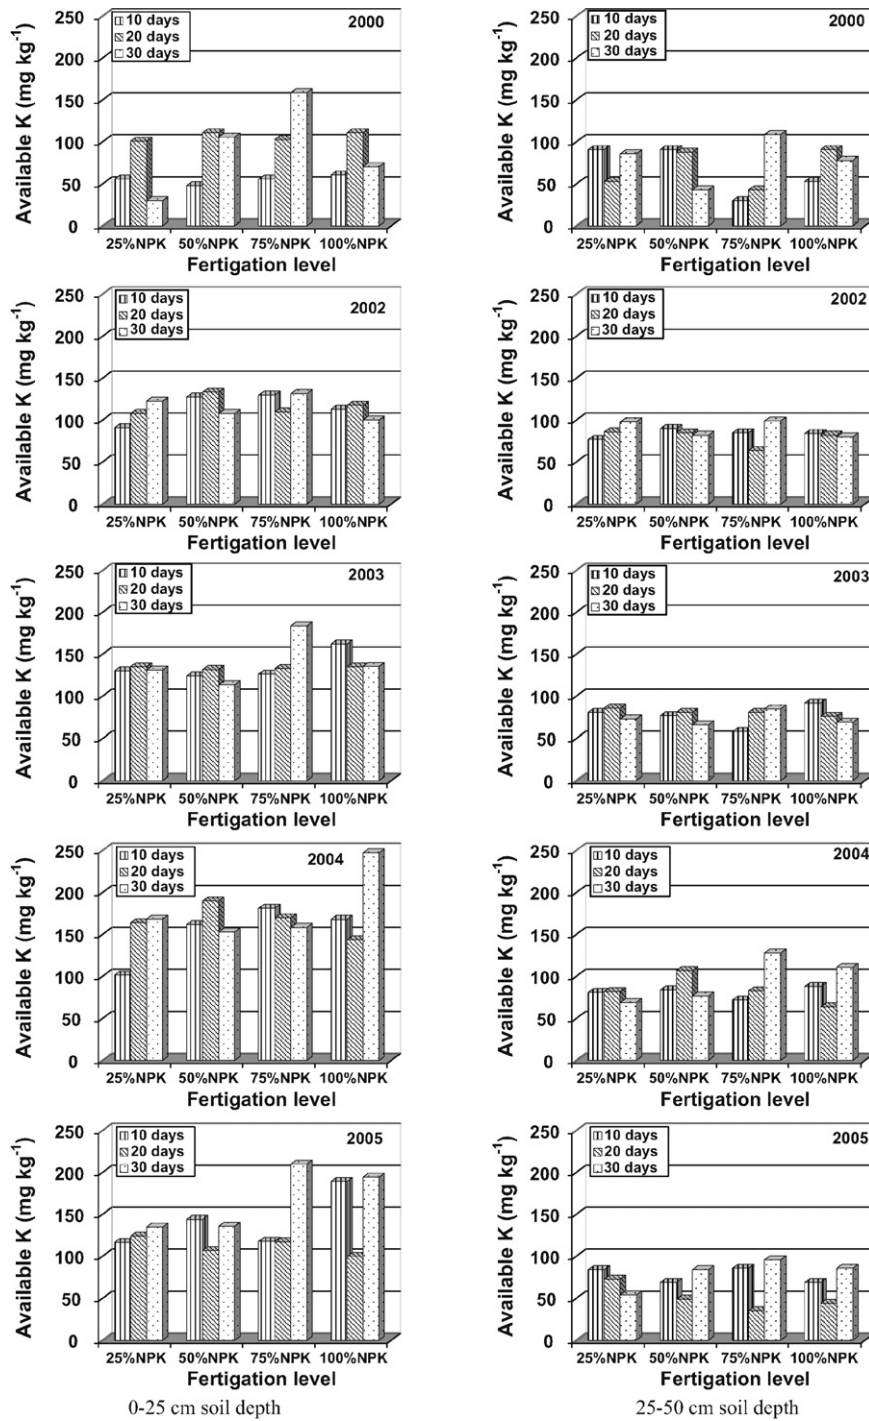 Available K (mg kg⁻¹)
250
200
150
100
50
0
10 days
20 days
30 days
2000
25%NPK 50%NPK 75%NPK 100%NPK
Fertigation level
Available K (mg kg⁻¹)
250
200
150
100
50
0
10 days
20 days
30 days
2000
25%NPK 50%NPK 75%NPK 100%NPK
Fertigation level
Available K (mg kg⁻¹)
250
200
150
100
50
0
10 days
20 days
30 days
2002
25%NPK 50%NPK 75%NPK 100%NPK
Fertigation level
Available K (mg kg⁻¹)
250
200
150
100
50
0
10 days
20 days
30 days
2002
25%NPK 50%NPK 75%NPK 100%NPK
Fertigation level
Available K (mg kg⁻¹)
250
200
150
100
50
0
10 days
20 days
30 days
2003
25%NPK 50%NPK 75%NPK 100%NPK
Fertigation level
Available K (mg kg⁻¹)
250
200
150
100
50
0
10 days
20 days
30 days
2003
25%NPK 50%NPK 75%NPK 100%NPK
Fertigation level
Available K (mg kg⁻¹)
250
200
150
100
50
0
10 days
20 days
30 days
2004
25%NPK 50%NPK 75%NPK 100%NPK
Fertigation level
Available K (mg kg⁻¹)
250
200
150
100
50
0
10 days
20 days
30 days
2004
25%NPK 50%NPK 75%NPK 100%NPK
Fertigation level
Available K (mg kg⁻¹)
250
200
150
100
50
0
10 days
20 days
30 days
2005
25%NPK 50%NPK 75%NPK 100%NPK
Fertigation level
0-25 cm soil depth
Available K (mg kg⁻¹)
250
200
150
100
50
0
10 days
20 days
30 days
2005
25%NPK 50%NPK 75%NPK 100%NPK
Fertigation level
25-50 cm soil depth